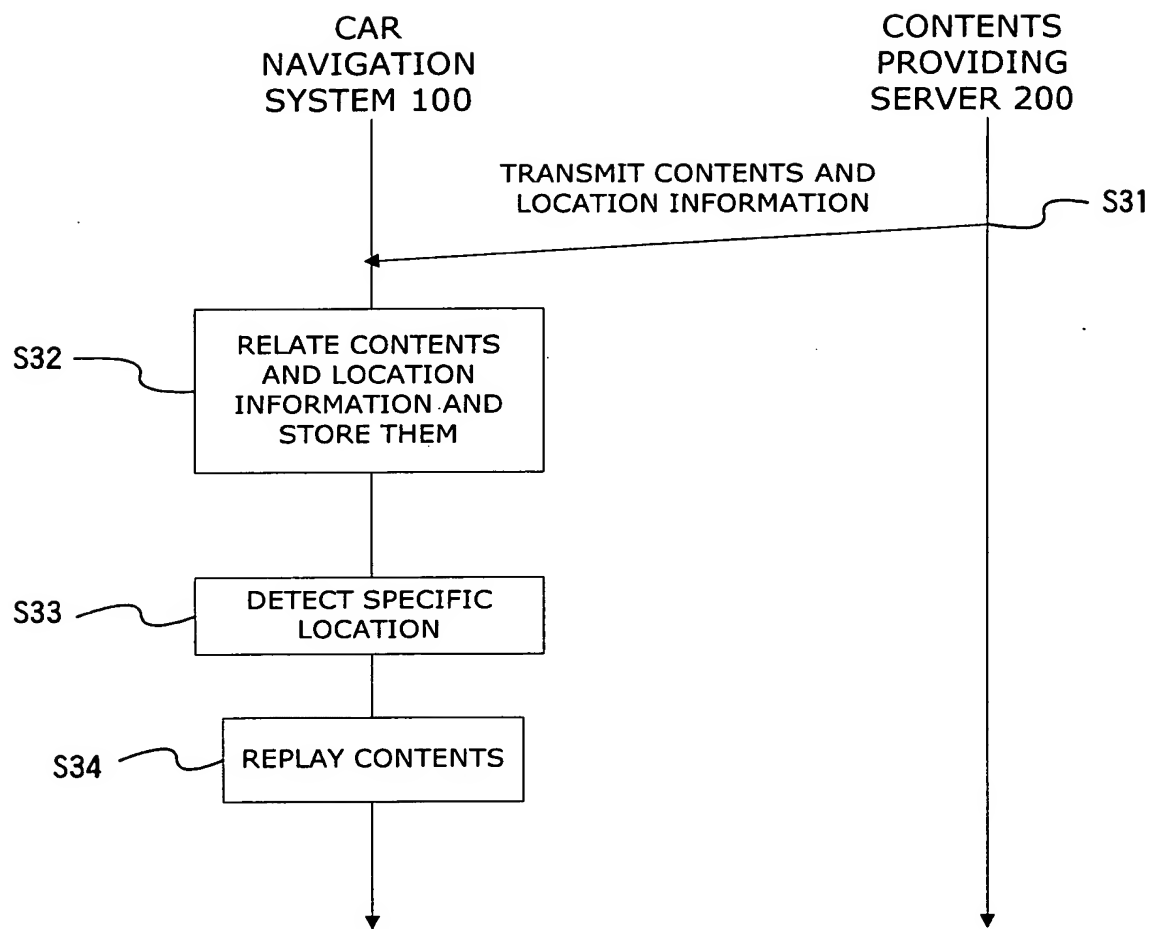 CAR
NAVIGATION
SYSTEM 100
CONTENTS
PROVIDING
SERVER 200
TRANSMIT CONTENTS AND
LOCATION INFORMATION
S31
S32
RELATE CONTENTS
AND LOCATION
INFORMATION AND
STORE THEM
S33
DETECT SPECIFIC
LOCATION
S34
REPLAY CONTENTS